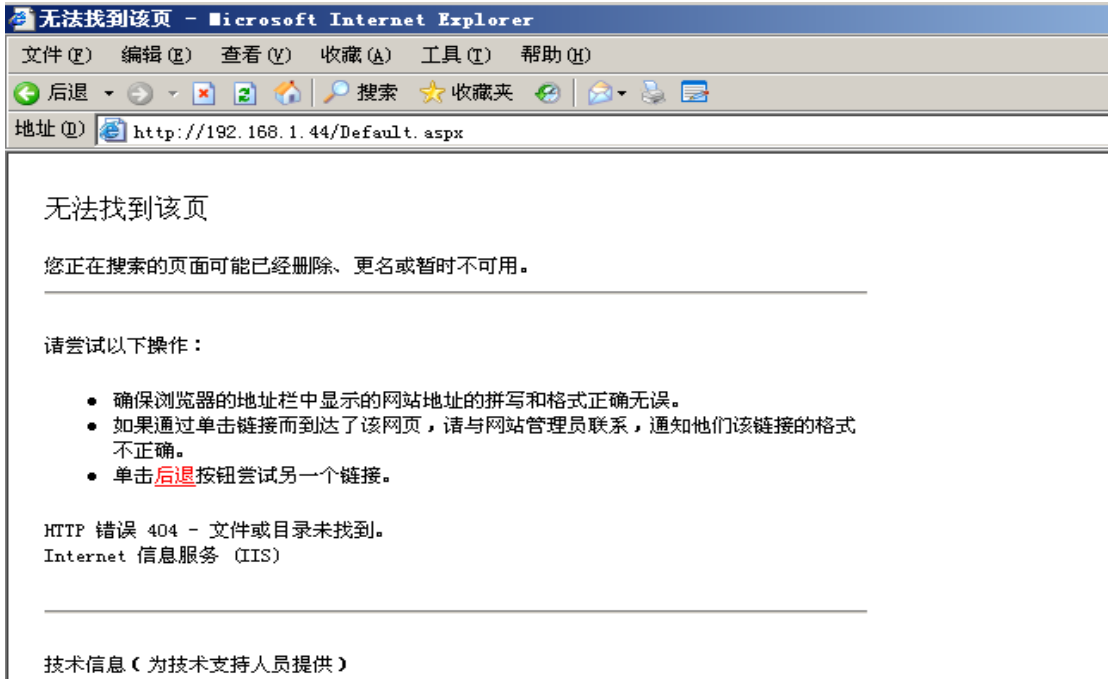 无法找到该页 - Microsoft Internet Explorer
文件(F) 编辑(E) 查看(V) 收藏(A) 工具(T) 帮助(H)
后退 搜索 收藏夹
地址(D) http://192.168.1.44/Default.aspx
无法找到该页
您正在搜索的页面可能已经删除、更名或暂时不可用。
请尝试以下操作：
● 确保浏览器的地址栏中显示的网站地址的拼写和格式正确无误。
● 如果通过单击链接而到达了该网页，请与网站管理员联系，通知他们该链接的格式
不正确。
● 单击后退按钮尝试另一个链接。
HTTP 错误 404 - 文件或目录未找到。
Internet 信息服务 (IIS)
技术信息（为技术支持人员提供）